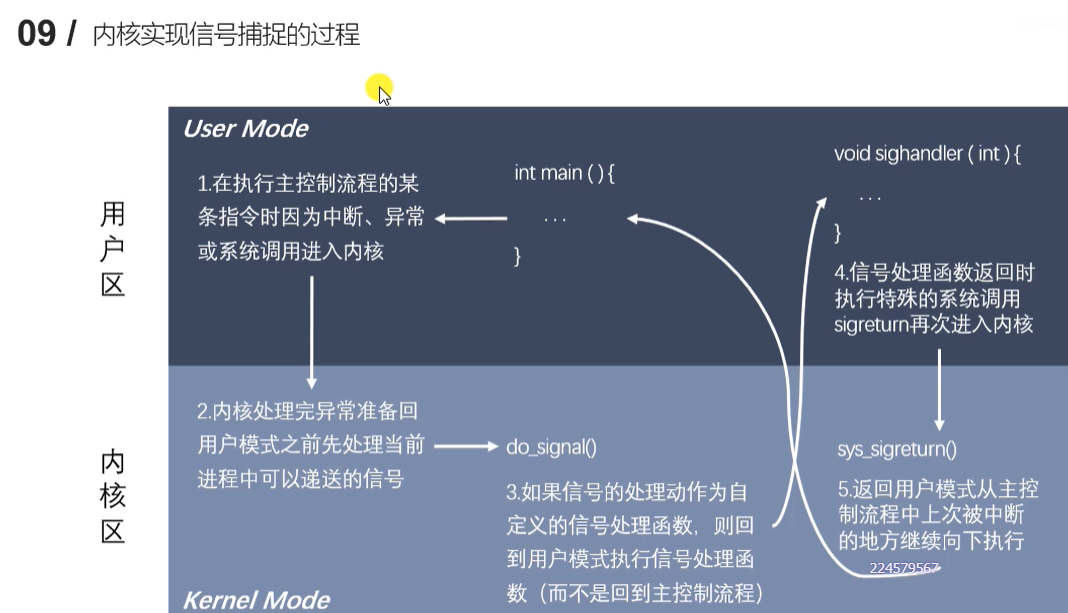 09 / 内核实现信号捕捉的过程
User Mode
用户区
1.在执行主控制流程的某
条指令时因为中断、异常
或系统调用进入内核
int main ( ) {
...
}
void sighandler ( int ) {
...
}
4.信号处理函数返回时
执行特殊的系统调用
sigreturn再次进入内核
内核区
2.内核处理完异常准备回
用户模式之前先处理当前
进程中可以递送的信号
do_signal()
3.如果信号的处理动作为自
定义的信号处理函数，则回
到用户模式执行信号处理函
数（而不是回到主控制流程）
sys_sigreturn()
5.返回用户模式从主控
制流程中上次被中断
的地方继续向下执行
224579567
Kernel Mode